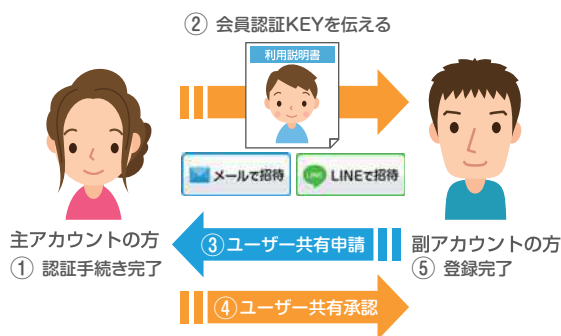 ② 会員認証KEYを伝える
利用説明書
メールで招待
LINE
LINEで招待
主アカウントの方
① 認証手続き完了
③ユーザー共有申請
副アカウントの方
⑤ 登録完了
④ユーザー共有承認